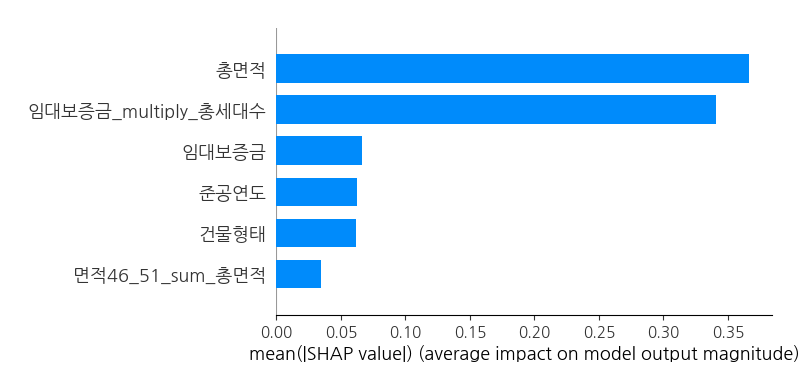 총면적
임대보증금_multiply_총세대수
임대보증금
준공연도
건물형태
면적46_51_sum_총면적
0.00 0.05 0.10 0.15 0.20 0.25 0.30 0.35
mean(|SHAP value|) (average impact on model output magnitude)